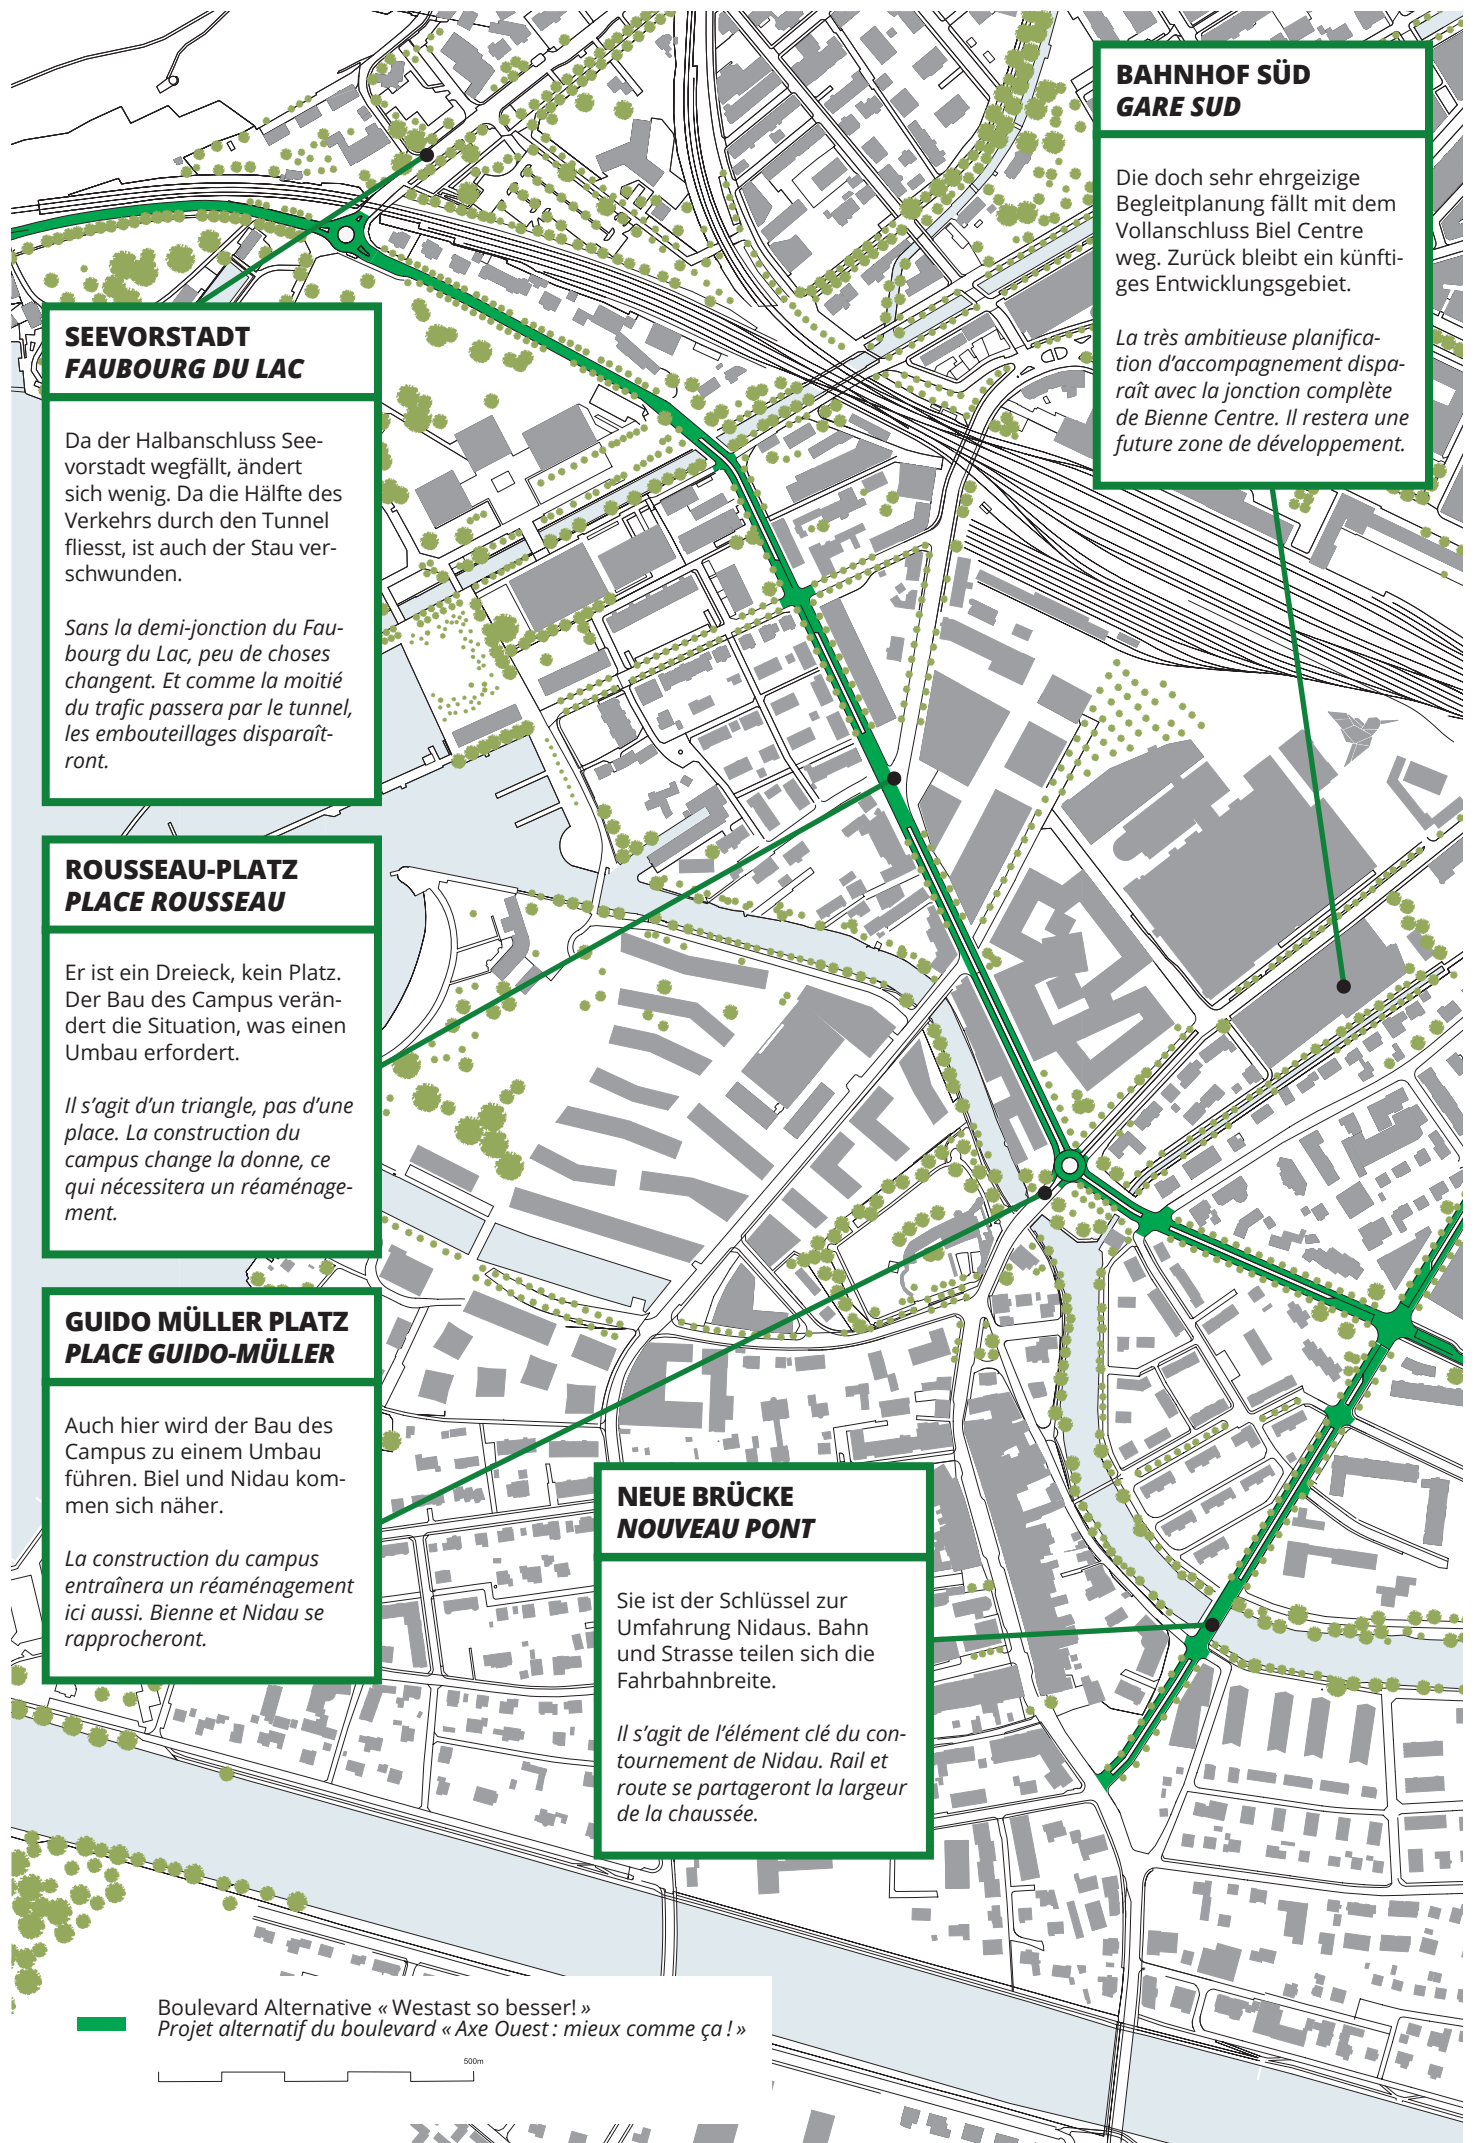 BAHNHOF SÜD
GARE SUD
Die doch sehr ehrgeizige
Begleitplanung fällt mit dem
Vollanschluss Biel Centre
weg. Zurück bleibt ein künfti-
ges Entwicklungsgebiet.
La très ambitieuse planifica-
tion d’accompagnement dispa-
raît avec la jonction complète
de Bienne Centre. Il restera une
future zone de développement.
SEEVORSTADT
FAUBOURG DU LAC
Da der Halbanschluss See-
vorstadt wegfällt, ändert
sich wenig. Da die Hälfte des
Verkehrs durch den Tunnel
fliesst, ist auch der Stau ver-
schwunden.
Sans la demi-jonction du Fau-
bourg du Lac, peu de choses
changent. Et comme la moitié
du trafic passera par le tunnel,
les embouteillages disparaît-
ront.
ROUSSEAU-PLATZ
PLACE ROUSSEAU
Er ist ein Dreieck, kein Platz.
Der Bau des Campus verän-
dert die Situation, was einen
Umbau erfordert.
Il s’agit d’un triangle, pas d’une
place. La construction du
campus change la donne, ce
qui nécessitera un réaménage-
ment.
GUIDO MÜLLER PLATZ
PLACE GUIDO-MÜLLER
Auch hier wird der Bau des
Campus zu einem Umbau
führen. Biel und Nidau kom-
men sich näher.
La construction du campus
entraînera un réaménagement
ici aussi. Bienne et Nidau se
rapprocheront.
NEUE BRÜCKE
NOUVEAU PONT
Sie ist der Schlüssel zur
Umfahrung Nidaus. Bahn
und Strasse teilen sich die
Fahrbahnbreite.
Il s’agit de l’élément clé du con-
tournement de Nidau. Rail et
route se partageront la largeur
de la chaussée.
Boulevard Alternative « Westast so besser! »
Projet alternatif du boulevard « Axe Ouest : mieux comme ça ! »
500m